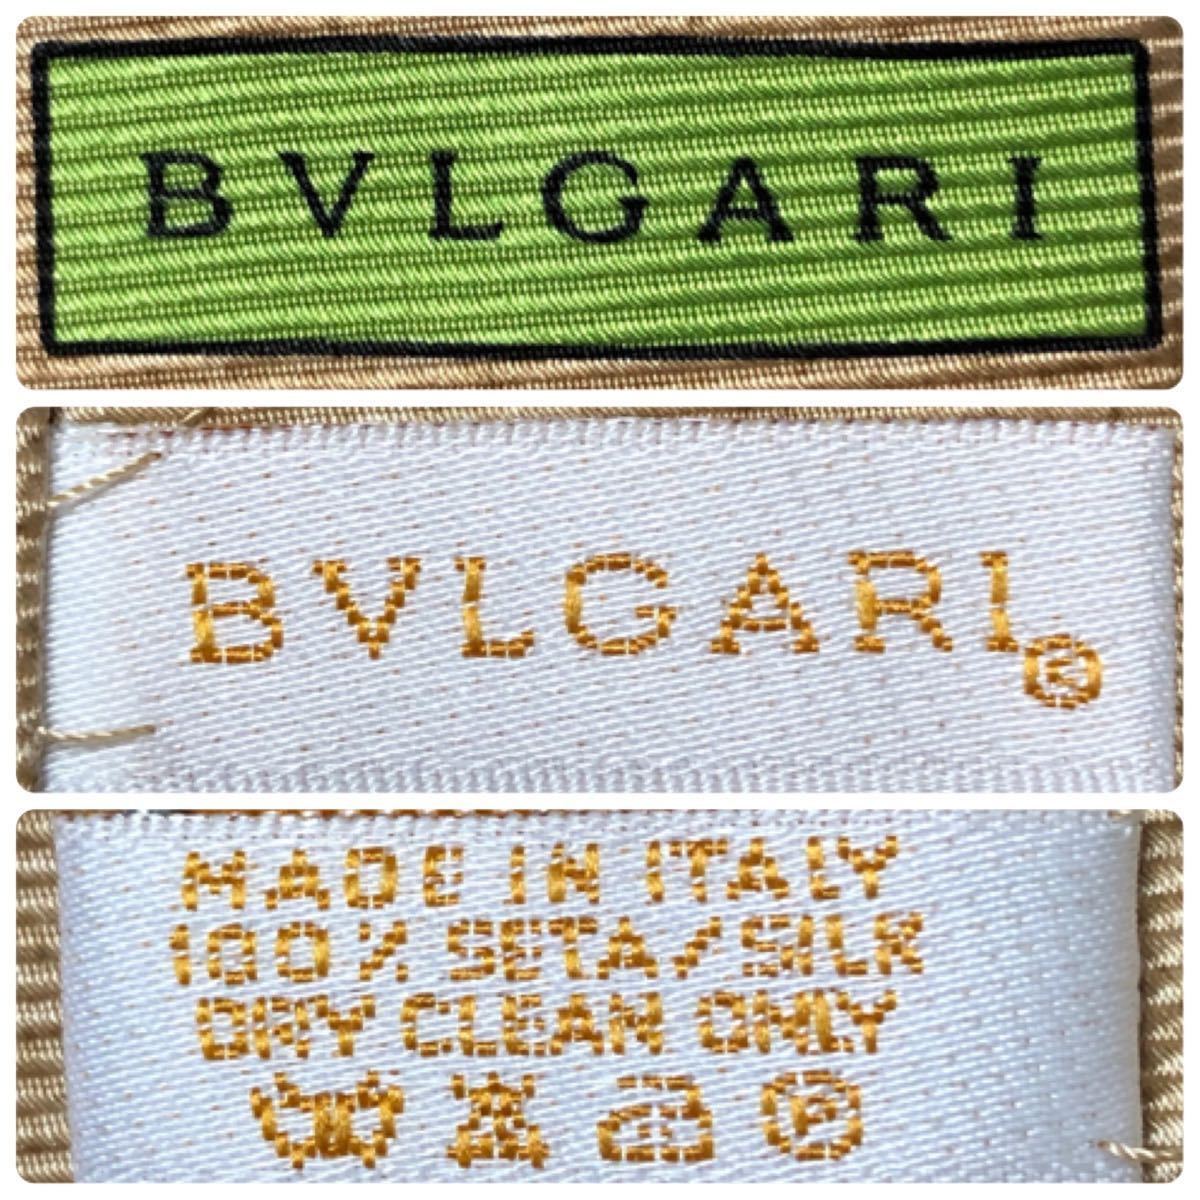 BVLGARI
BVLGARI®
MADE IN ITALY
100% SETA/SILK
DRY CLEAN ONLY
P